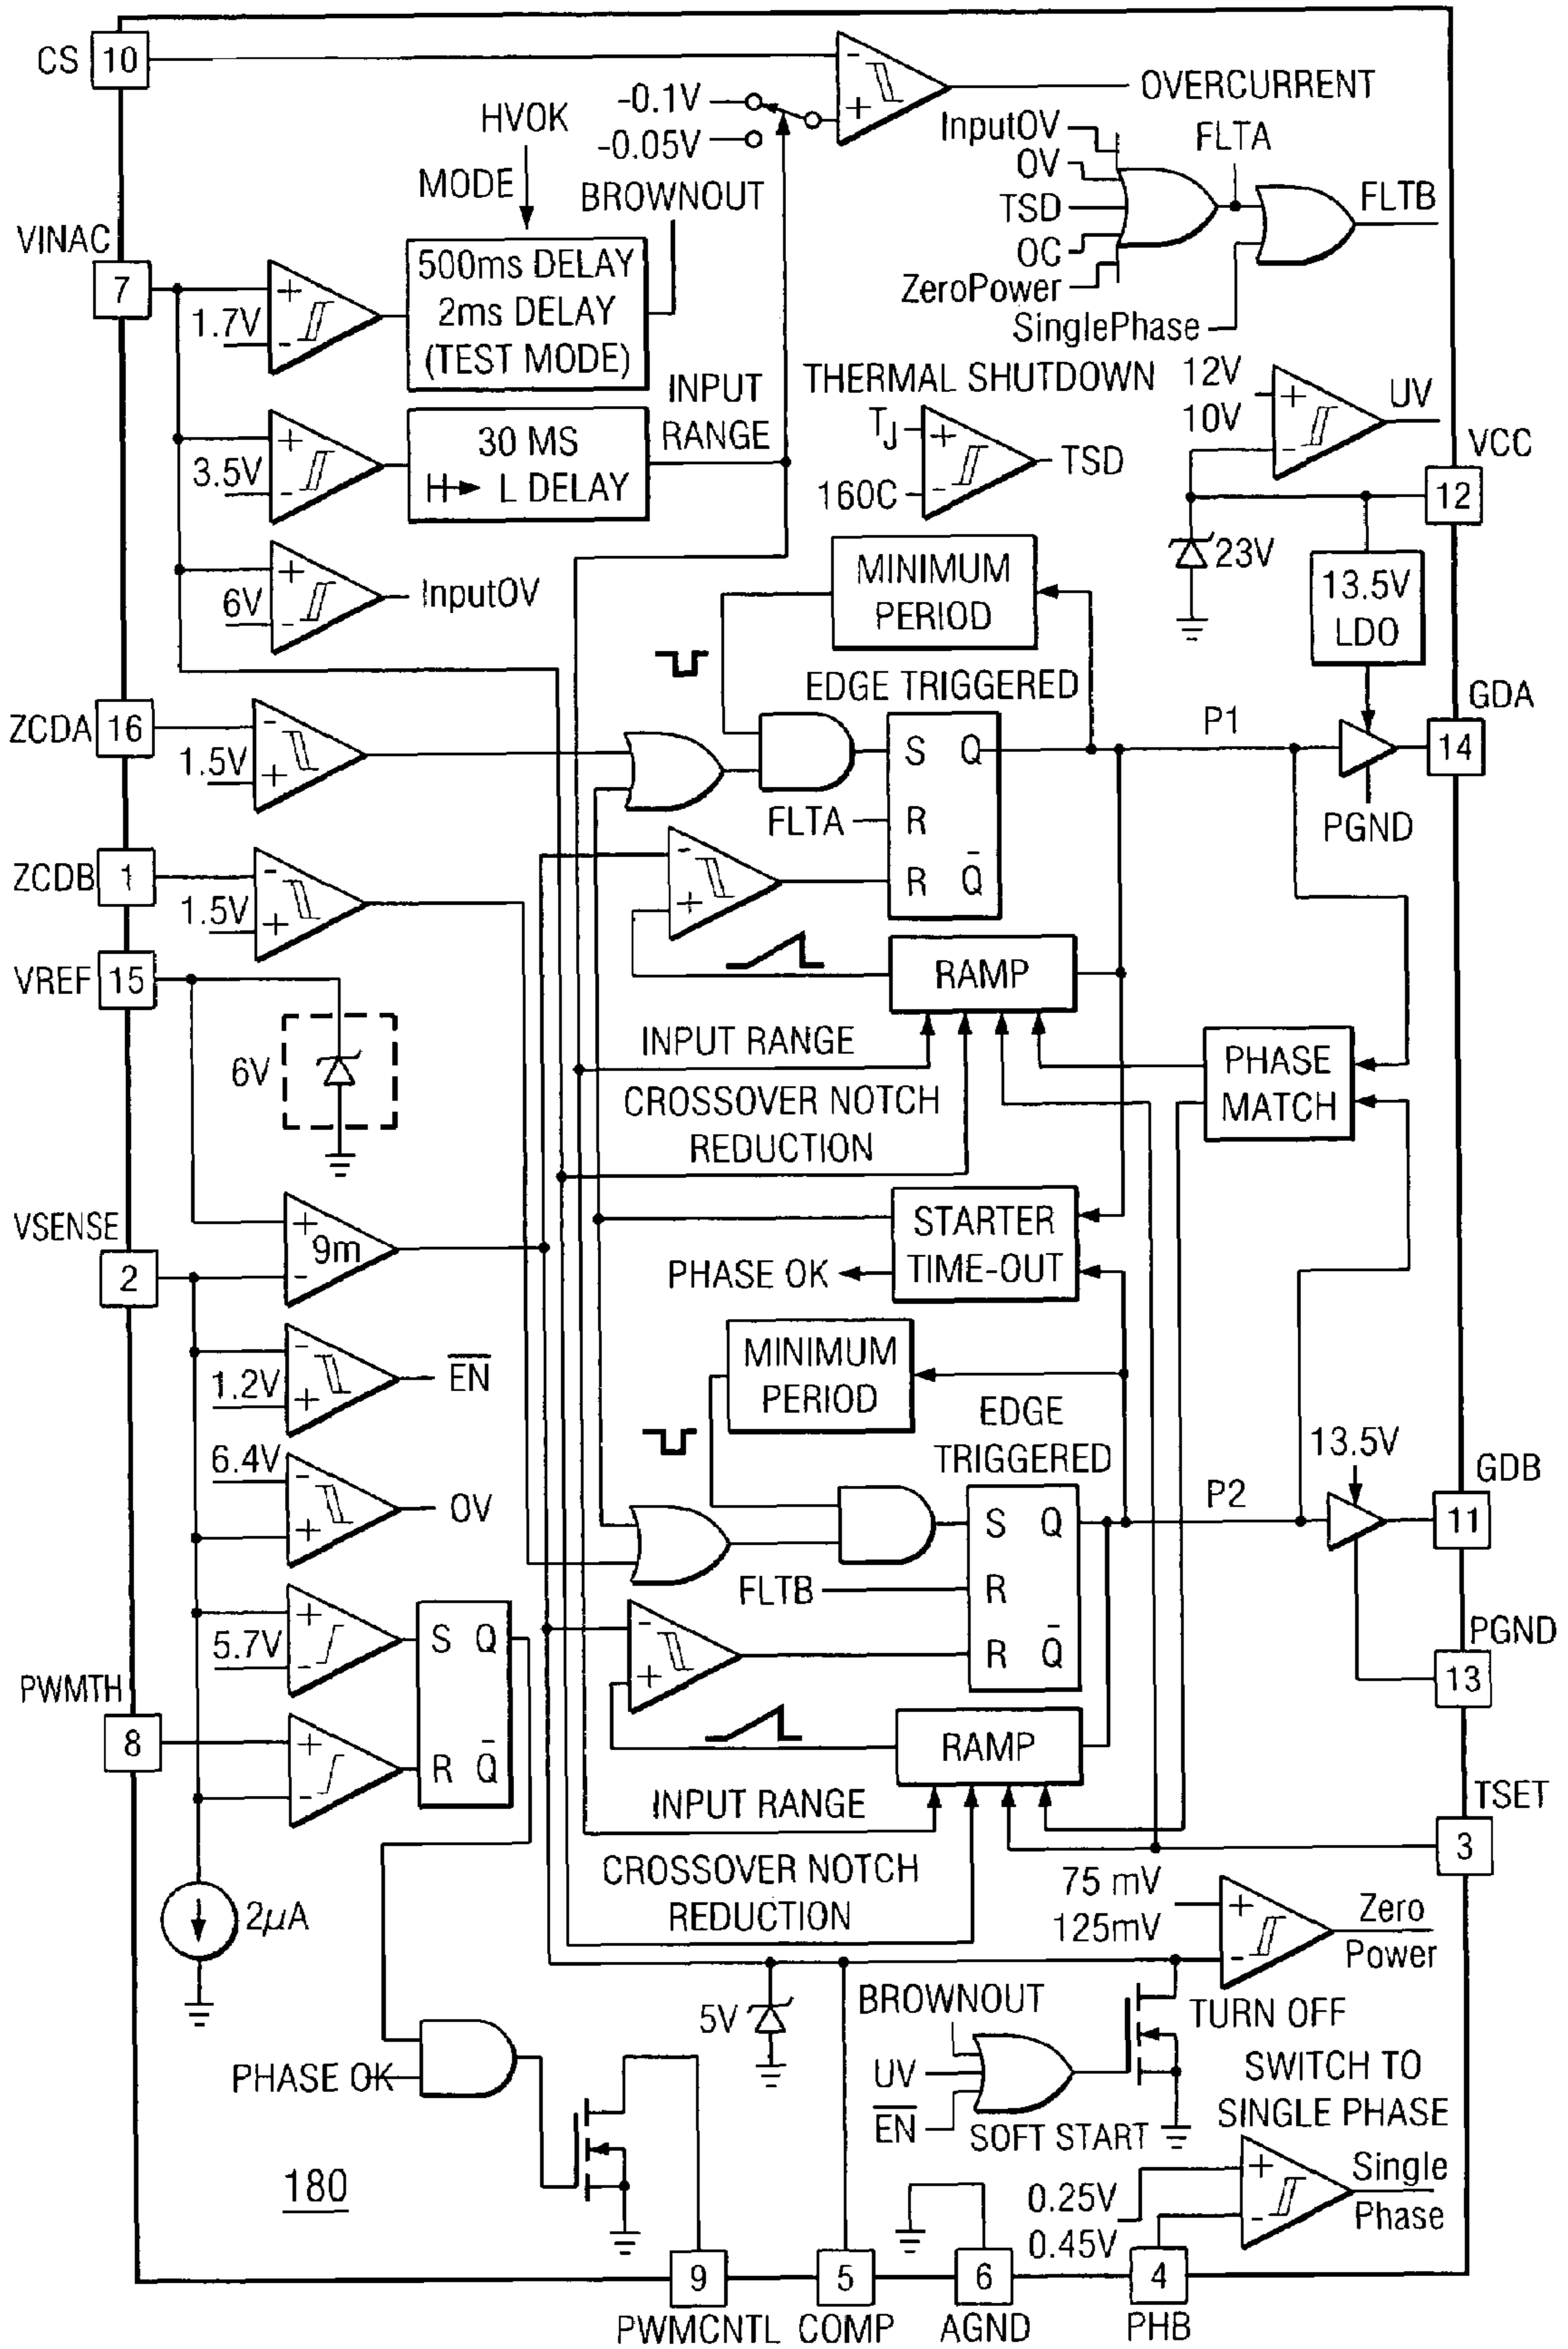 CS
10
-
+
OVERCURRENT
-0.1V
-0.05V
HVOK
MODE
BROWNOUT
InputOV
OV
TSD
OC
ZeroPower
SinglePhase
FLTA
FLTB
VINAC
7
+
1.7V
-
500ms DELAY
2ms DELAY
(TEST MODE)
+
3.5V
-
30 MS
H L DELAY
INPUT
RANGE
THERMAL SHUTDOWN
TJ
+
160C
-
TSD
12V
10V
+
-
UV
VCC
12
23V
13.5V
LDO
+
6V
-
InputOV
MINIMUM
PERIOD
EDGE TRIGGERED
ZCDA
16
-
1.5V
+
S Q
FLTA
R
R Q̄
P1
GDA
14
PGND
-
+
ZCDB
1
-
1.5V
+
VREF
15
6V
RAMP
INPUT RANGE
CROSSOVER NOTCH
REDUCTION
PHASE
MATCH
VSENSE
2
+
9m
-
STARTER
TIME-OUT
PHASE OK
-
1.2V
+
EN
MINIMUM
PERIOD
EDGE
TRIGGERED
6.4V
-
+
OV
S Q
FLTB
R
R Q̄
P2
13.5V
GDB
11
PGND
13
+
5.7V
-
S Q
R Q̄
-
+
PWMTH
8
+
-
RAMP
INPUT RANGE
CROSSOVER NOTCH
REDUCTION
TSET
3
2µA
75 mV
125mV
+
-
Zero
Power
5V
BROWNOUT
UV
EN
SOFT START
TURN OFF
SWITCH TO
SINGLE PHASE
PHASE OK
180
0.25V
0.45V
+
-
Single
Phase
9
5
6
4
PWMCNTL
COMP
AGND
PHB